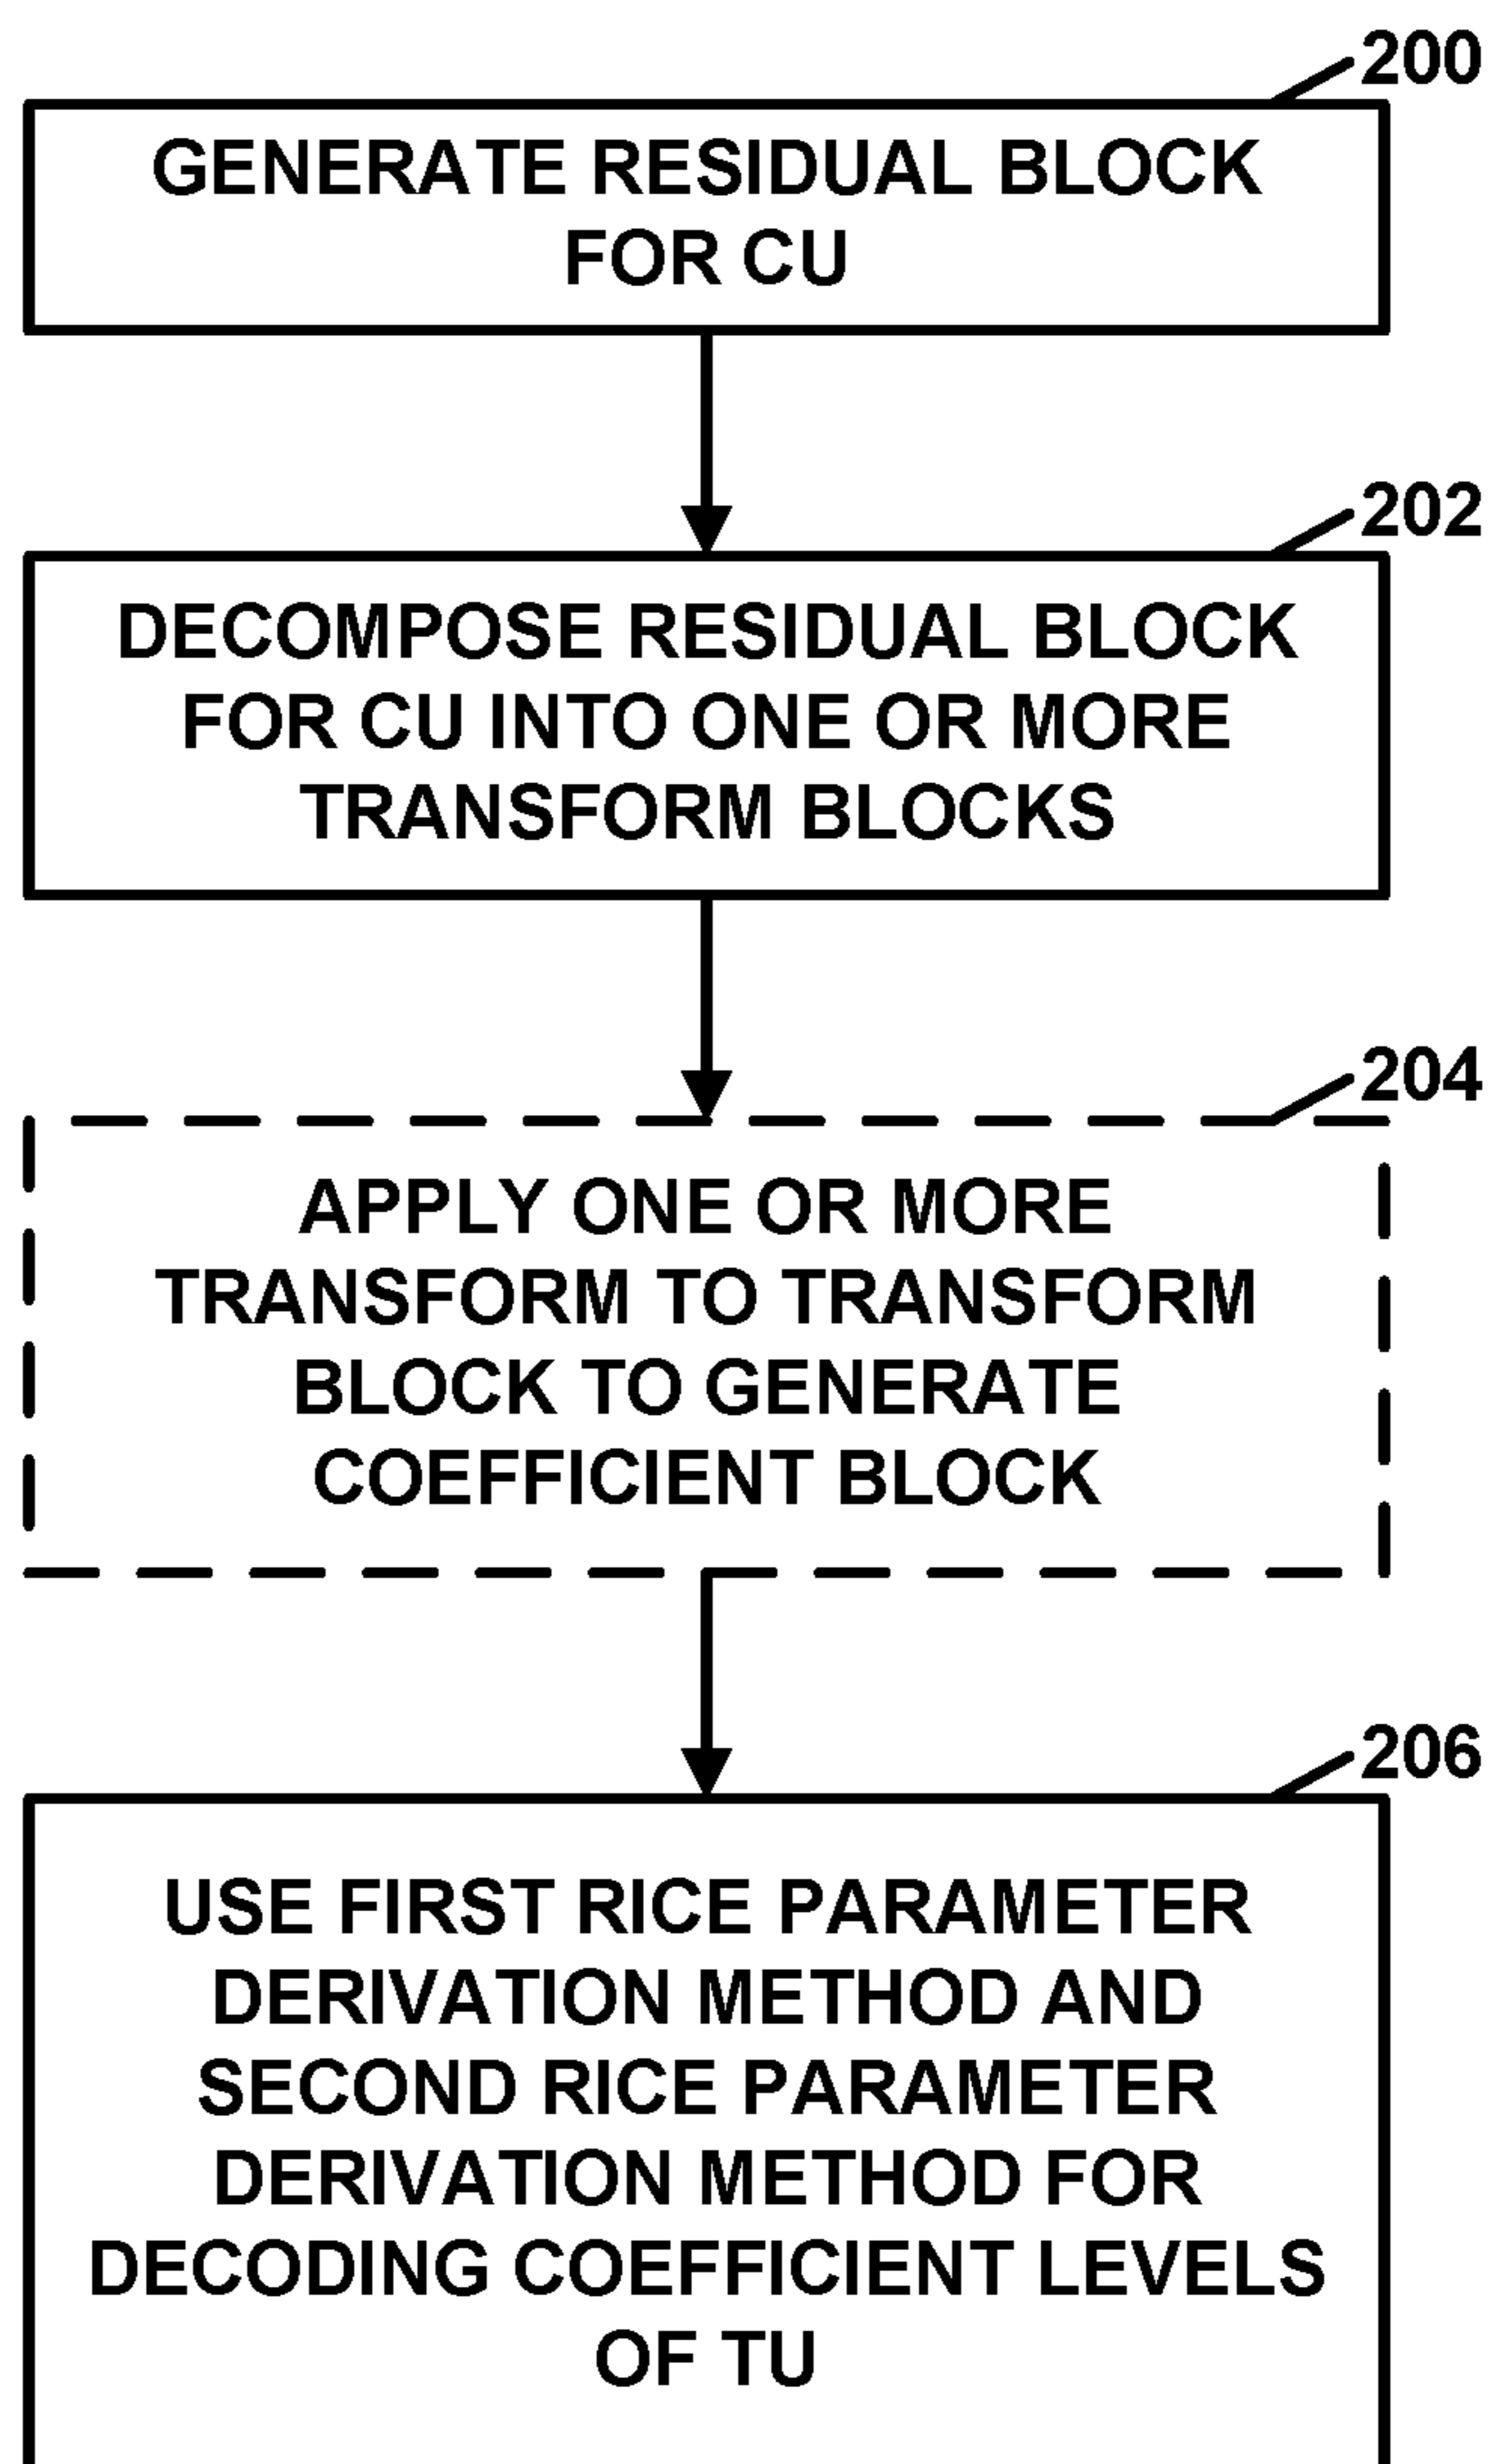 200
GENERATE RESIDUAL BLOCK
FOR CU
202
DECOMPOSE RESIDUAL BLOCK
FOR CU INTO ONE OR MORE
TRANSFORM BLOCKS
204
APPLY ONE OR MORE
TRANSFORM TO TRANSFORM
BLOCK TO GENERATE
COEFFICIENT BLOCK
206
USE FIRST RICE PARAMETER
DERIVATION METHOD AND
SECOND RICE PARAMETER
DERIVATION METHOD FOR
DECODING COEFFICIENT LEVELS
OF TU